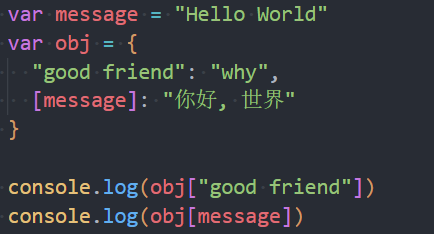 var message = "Hello World"
var obj = {
  "good friend": "why",
  [message]: "你好, 世界"
}

console.log(obj["good friend"])
console.log(obj[message])